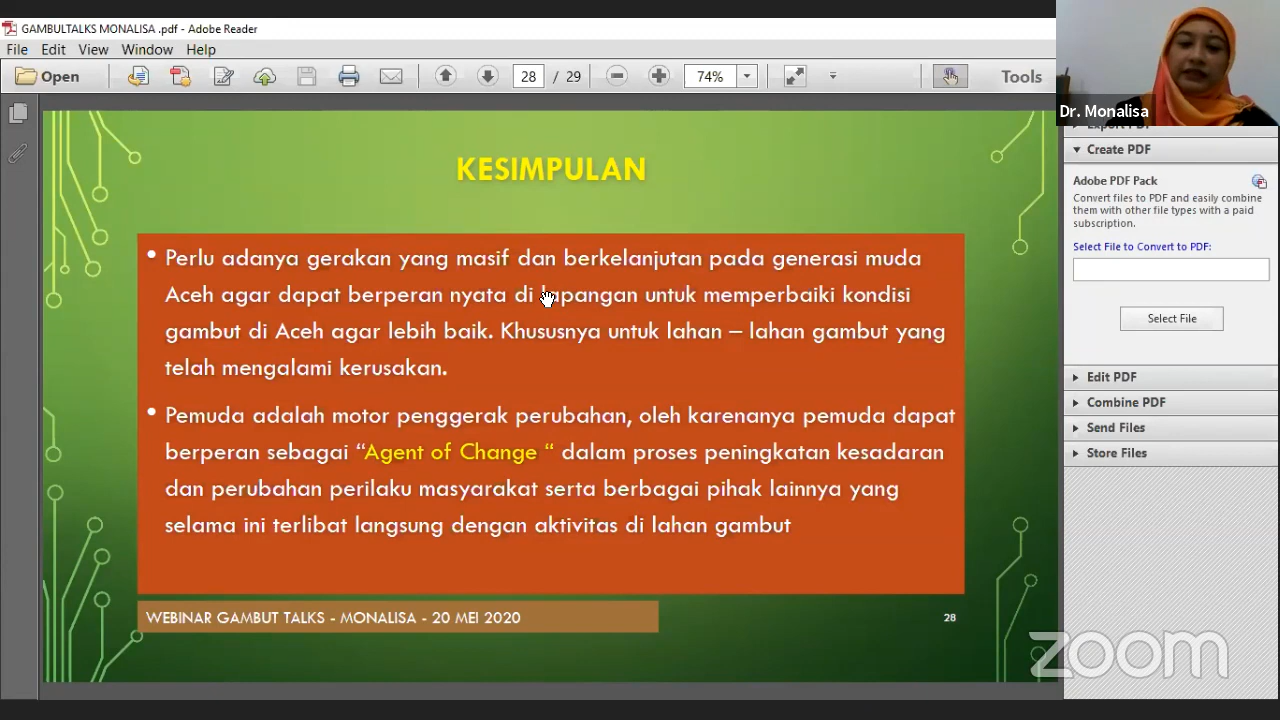 GAMBULTALKS MONALISA .pdf - Adobe Reader
File Edit View Window Help
Open 28 / 29 74% Tools
Dr. Monalisa
Export PDF
Create PDF
Adobe PDF Pack
Convert files to PDF and easily combine
them with other file types with a paid
subscription.
Select File to Convert to PDF:
Select File
Edit PDF
Combine PDF
Send Files
Store Files
KESIMPULAN
• Perlu adanya gerakan yang masif dan berkelanjutan pada generasi muda
Aceh agar dapat berperan nyata di lapangan untuk memperbaiki kondisi
gambut di Aceh agar lebih baik. Khususnya untuk lahan – lahan gambut yang
telah mengalami kerusakan.
• Pemuda adalah motor penggerak perubahan, oleh karenanya pemuda dapat
berperan sebagai “Agent of Change “ dalam proses peningkatan kesadaran
dan perubahan perilaku masyarakat serta berbagai pihak lainnya yang
selama ini terlibat langsung dengan aktivitas di lahan gambut
WEBINAR GAMBUT TALKS - MONALISA - 20 MEI 2020
28
zoom